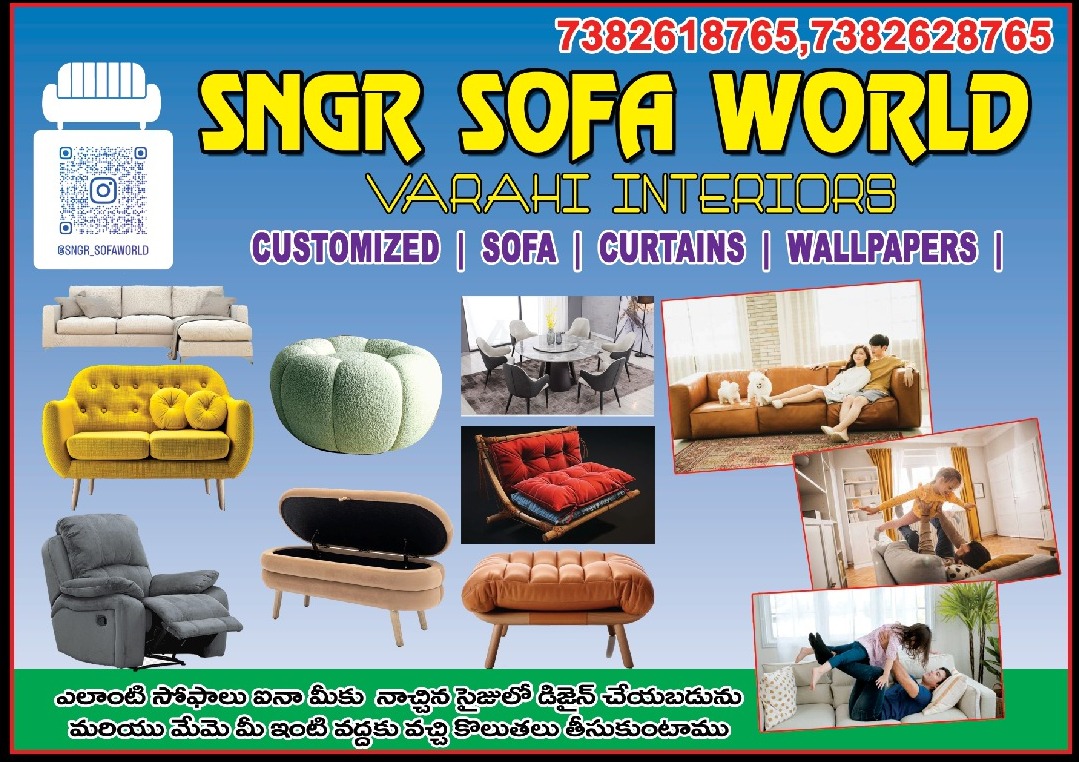 7382618765,7382628765
SNGR SOFA WORLD
VARAHI INTERIORS
@SNGR_SOFAWORLD
CUSTOMIZED | SOFA | CURTAINS | WALLPAPERS |
ఎలాంటి సోఫాలు ఐనా మీకు నాచ్చిన సైజులో డిజైన్ చేయబడును
మరియు మేమె మీ ఇంటి వద్దకు వచ్చి కొలుతలు తీసుకుంటాము